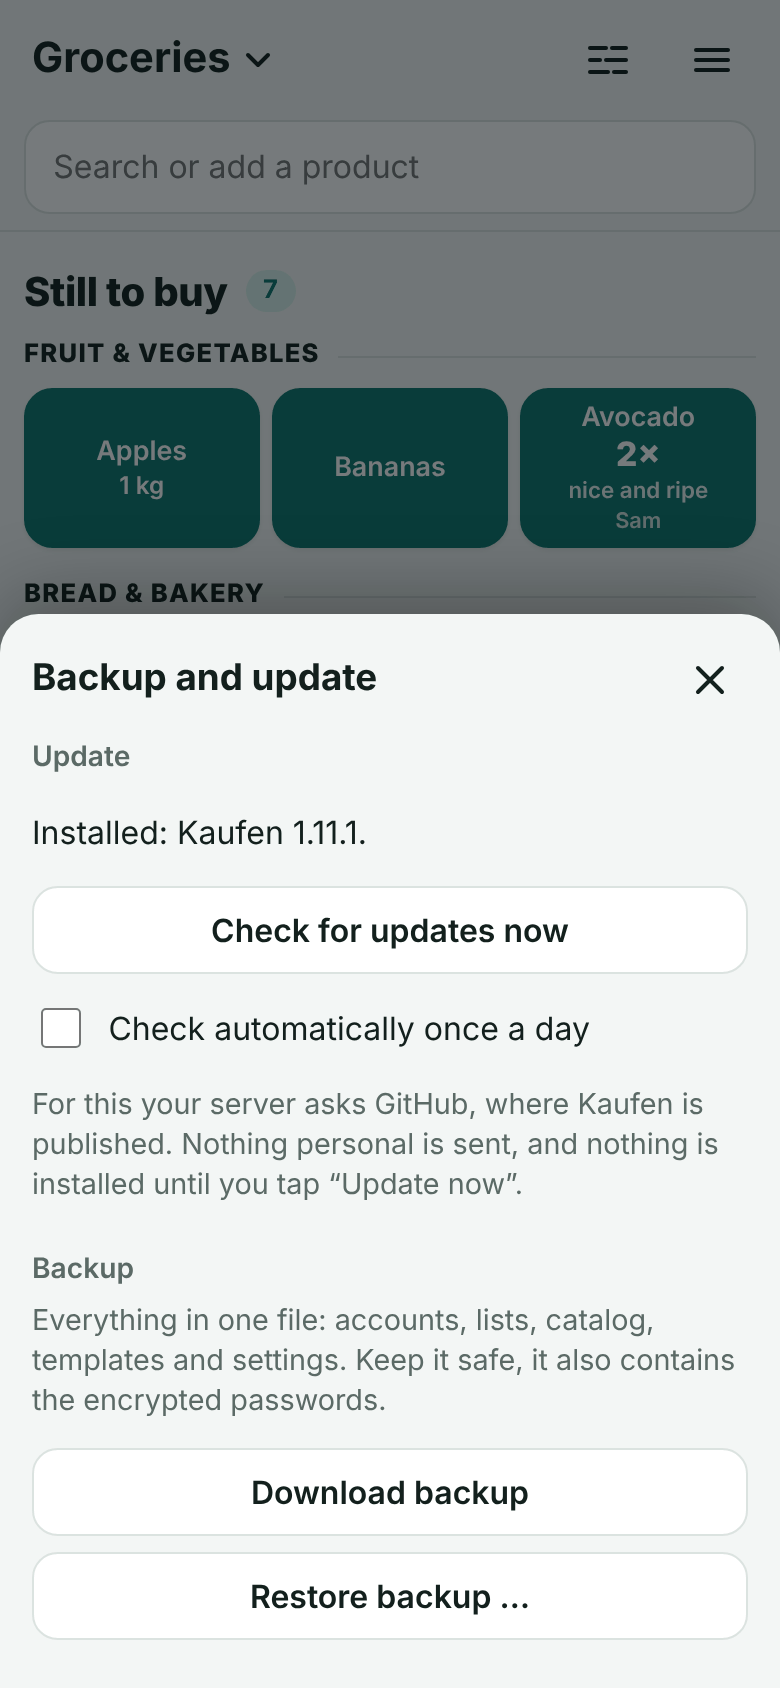 Groceries
Search or add a product
Still to buy 7
FRUIT & VEGETABLES
Apples
1 kg
Bananas
Avocado
2×
nice and ripe
Sam
BREAD & BAKERY
Backup and update
Update
Installed: Kaufen 1.11.1.
Check for updates now
Check automatically once a day
For this your server asks GitHub, where Kaufen is
published. Nothing personal is sent, and nothing is
installed until you tap “Update now”.
Backup
Everything in one file: accounts, lists, catalog,
templates and settings. Keep it safe, it also contains
the encrypted passwords.
Download backup
Restore backup ...